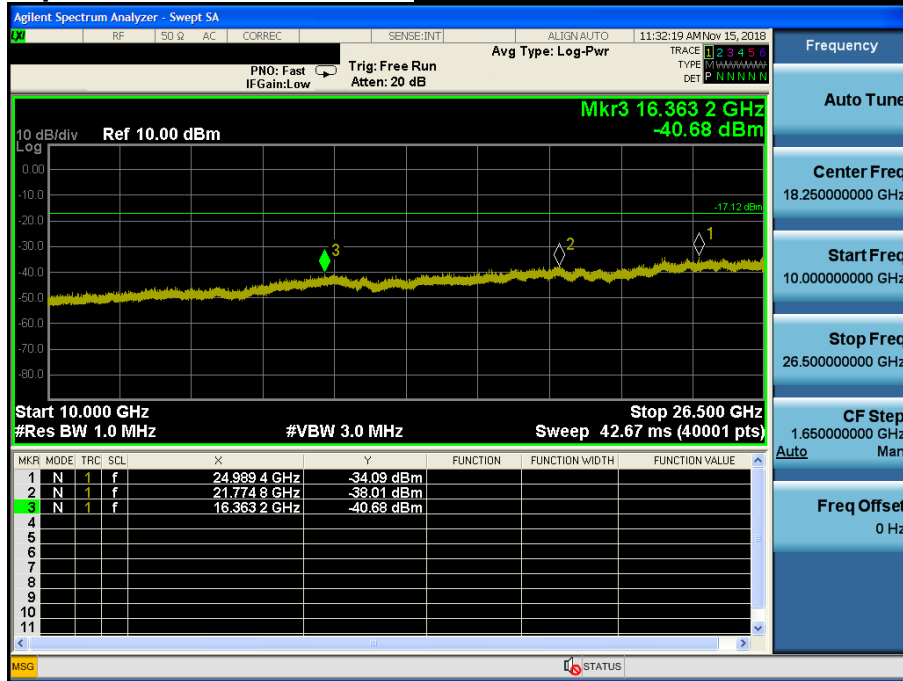 Agilent Spectrum Analyzer - Swept SA
LXI RF 50 Ω AC CORREC SENSE:INT ALIGN AUTO 11:32:19 AM Nov 15, 2018
Avg Type: Log-Pwr
TRACE 1 2 3 4 5 6
TYPE M
DET P N N N N N
PNO: Fast
IFGain:Low
Trig: Free Run
Atten: 20 dB
Mkr3 16.363 2 GHz
-40.68 dBm
10 dB/div Ref 10.00 dBm
Log
0.00
-10.0
-17.12 dBm
-20.0
-30.0
-40.0
-50.0
-60.0
-70.0
-80.0
3
2
1
Start 10.000 GHz Stop 26.500 GHz
#Res BW 1.0 MHz #VBW 3.0 MHz Sweep 42.67 ms (40001 pts)
MKR MODE TRC SCL X Y FUNCTION FUNCTION WIDTH FUNCTION VALUE
1 N 1 f 24.989 4 GHz -34.09 dBm
2 N 1 f 21.774 8 GHz -38.01 dBm
3 N 1 f 16.363 2 GHz -40.68 dBm
4
5
6
7
8
9
10
11
MSG STATUS
Frequency
Auto Tune
Center Freq
18.250000000 GHz
Start Freq
10.000000000 GHz
Stop Freq
26.500000000 GHz
CF Step
1.650000000 GHz
Auto Man
Freq Offset
0 Hz